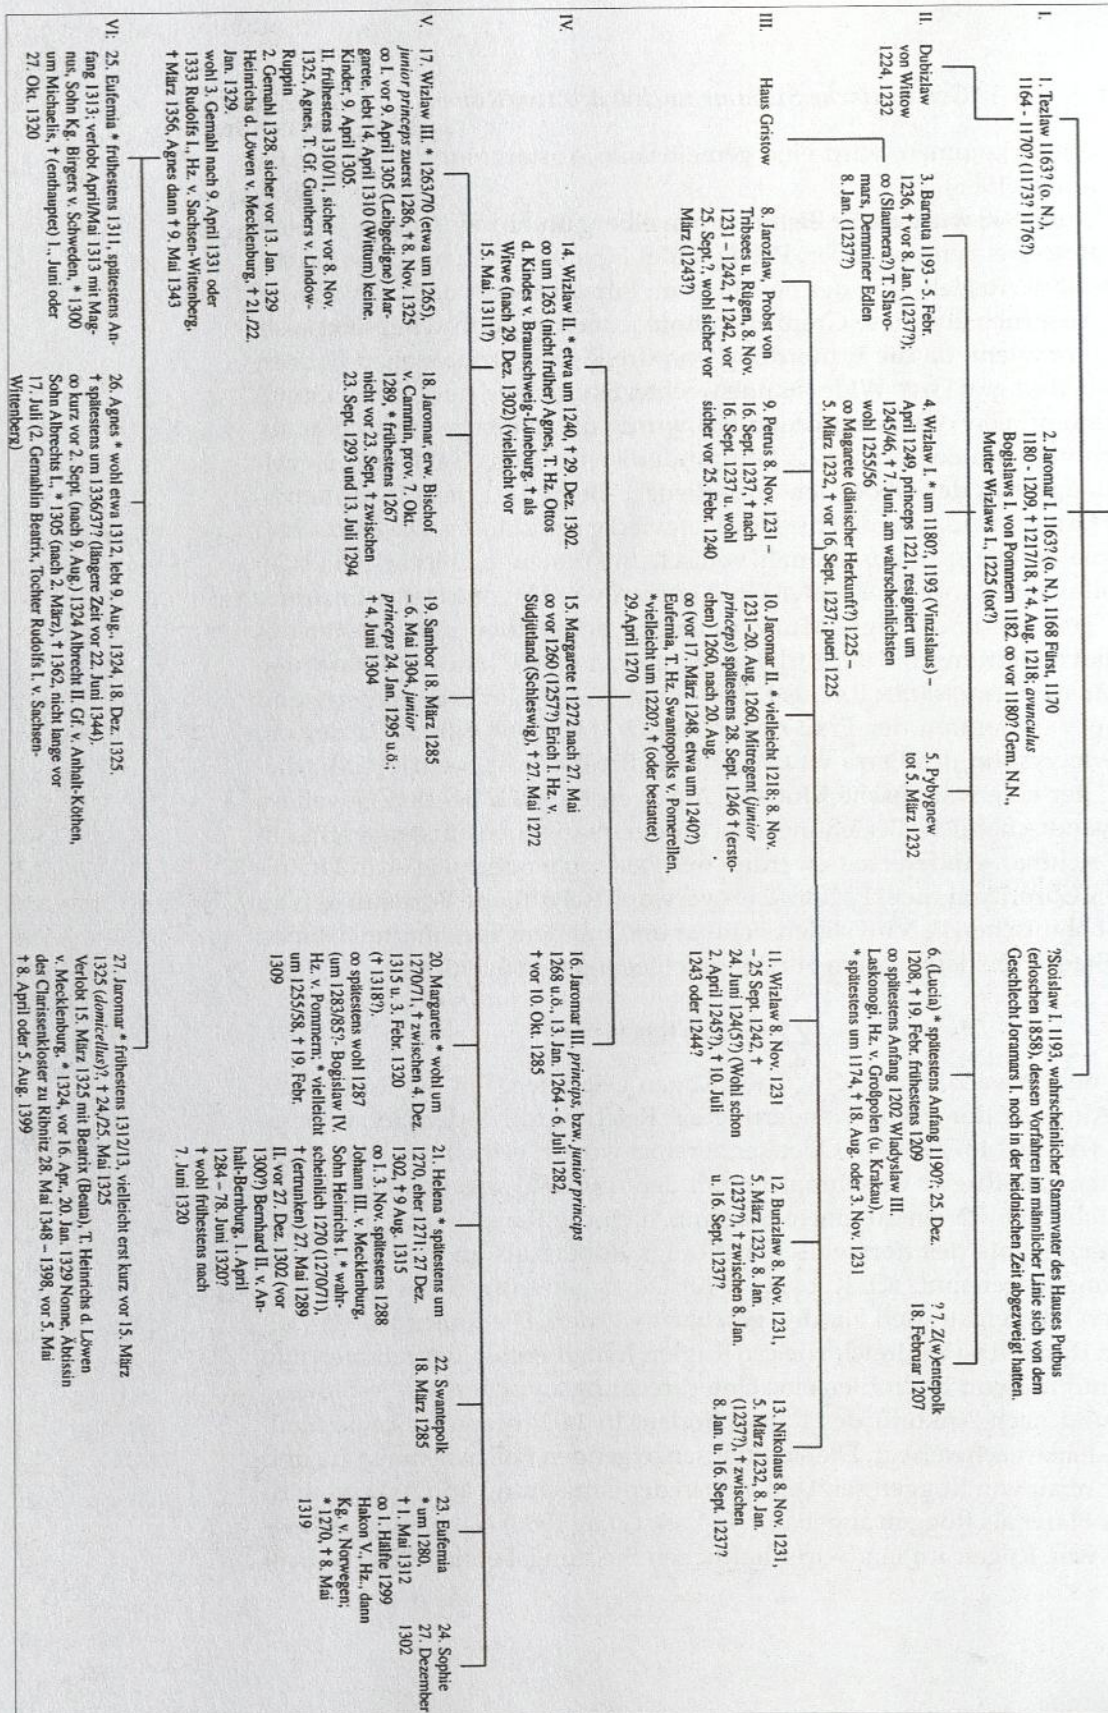 I.
1. Tezlaw 1163? (o. N.),
1164 - 1170? (1173? 1176?)
2. Jaromar I. 1163? (o. N.), 1168 Fürst, 1170
1180 - 1209, † 1217/18, † 4. Aug. 1218; avunculus
Bogislaws I. von Pommern 1182. ∞ vor 1180? Gem. N.N.,
Mutter Wizlaws I., 1225 (tot?)
?Stoislaw I. 1193, wahrscheinlicher Stammvater des Hauses Putbus
(erloschen 1858), dessen Vorfahren im männlicher Linie sich von dem
Geschlecht Joramars I. noch in der heidnischen Zeit abgezweigt hatten.
II
Dubizlaw
von Wittow
1224, 1232
3. Barnuta 1193 - 5. Febr.
1236, † vor 8. Jan. (1237?);
∞ (Slaumera?) T. Slavo-
mars, Demminer Edlen
8. Jan. (1237?)
4. Wizlaw I. * um 1180?, 1193 (Vinzislaus) –
April 1249, princeps 1221, resigniert um
1245/46, † 7. Juni, am wahrscheinlichsten
wohl 1255/56
∞ Magarete (dänischer Herkunft?) 1225 –
5. März 1232, † vor 16. Sept. 1237; pueri 1225
5. Pybygnew
tot 5. März 1232
6. (Lucia) * spätestens Anfang 1190?: 25. Dez.
1208, † 19. Febr. frühestens 1209
∞ spätestens Anfang 1202 Wladyslaw III.
Laskonogi, Hz. v. Großpolen (u. Krakau),
* spätestens um 1174, † 18. Aug. oder 3. Nov. 1231
? 7. Z(w)entepolk
18. Februar 1207
III.
Haus Gristow
8. Jarozlaw, Probst von
Tribsees u. Rügen, 8. Nov.
1231 – 1242, † 1242, vor
25. Sept.?, wohl sicher vor
März (1243?)
9. Petrus 8. Nov. 1231 –
16. Sept. 1237, † nach
16. Sept. 1237 u. wohl
sicher vor 25. Febr. 1240
10. Jaromar II. * vielleicht 1218; 8. Nov.
1231–20. Aug. 1260, Mitregent (junior
princeps) spätestens 28. Sept. 1246 † (ersto-
chen) 1260, nach 20. Aug.
∞ (vor 17. März 1248, etwa um 1240?)
Eufemia, T. Hz. Swantopolks v. Pomerellen,
*vielleicht um 1220?, † (oder bestattet)
29. April 1270
11. Wizlaw 8. Nov. 1231
– 25 Sept. 1242, †
24. Juni 124(5?) (Wohl schon
2. April 1245?), † 10. Juli
1243 oder 1244?
12. Burizlaw 8. Nov. 1231
5. März 1232, 8. Jan.
(1237?), † zwischen 8. Jan.
u. 16. Sept. 1237?
13. Nikolaus 8. Nov. 1231,
5. März 1232, 8. Jan.
(1237?), † zwischen
8. Jan. u. 16. Sept. 1237?
IV.
14. Wizlaw II. * etwa um 1240, † 29 Dez. 1302.
∞ um 1263 (nicht früher) Agnes, T. Hz. Ottos
d. Kindes v. Braunschweig-Lüneburg. † als
Witwe (nach 29. Dez. 1302) (vielleicht vor
15. Mai. 1311?)
15. Margarete t 1272 nach 27. Mai
∞ vor 1260 (1257?) Erich I. Hz. v.
Südjütland (Schleswig), † 27. Mai 1272
16. Jaromar III. princips, bzw. junior princips
1268 u.ö., 13. Jan. 1264 - 6. Juli 1282,
† vor 10. Okt. 1285
V.
17. Wizlaw III. * 1263/70 (etwa um 1265),
junior princeps zuerst 1286, † 8. Nov. 1325
∞ I. vor 9. April 1305 (Leibgedigne) Mar-
garete, lebt 14. April 1310 (Wittum) keine
Kinder, 9. April 1305.
II. frühestens 1310/11, sicher vor 8. Nov.
1325, Agnes, T. Gf. Gunthers v. Lindow-
Ruppin
2. Gemahl 1328, sicher vor 13. Jan. 1329
Heinrichs d. Löwen v. Mecklenburg, † 21./22.
Jan. 1329.
wohl 3. Gemahl nach 9. April 1331 oder
1333 Rudolfs I., Hz. v. Sachsen-Wittenberg,
† März 1356, Agnes dann † 9. Mai 1343
18. Jaromar, erw. Bischof
v. Cammin, prov. 7. Okt.
1289, * frühestens 1267
nicht vor 23. Sept, † zwischen
23. Sept. 1293 und 13. Juli 1294
19. Sambor 18. März 1285
- 6. Mai 1304, junior
princeps 24. Jan. 1295 u.ö.;
† 4. Juni 1304
20. Margarete * wohl um
1270/71, † zwischen 4. Dez.
1315 u. 3. Febr. 1320
(† 1318?).
∞ spätestens wohl 1287
(um 1283/85?- Bogislaw IV.
Hz. v. Pommern; * vielleicht
um 1255/58, † 19. Febr.
1309
21. Helena * spätestens um
1270, eher 1271; 27 Dez.
1302, † 9 Aug. 1315
∞ I. 3. Nov. spätestens 1288
Johann III. v. Mecklenburg,
Sohn Heinrichs I. * wahr-
scheinlich 1270 (1270/71),
† (ertrunken) 27. Mai 1289
II. vor 27. Dez. 1302 (vor
1300?) Bernhard II. v. An-
halt-Bernburg, 1. April
1284 – 78. Juni 1320?
† wohl frühestens nach
7. Juni 1320
22. Swantepolk
18. März 1285
23. Eufemia
* um 1280,
† 1. Mai 1312
∞ 1. Hälfte 1299
Hakon V., Hz., dann
Kg. v. Norwegen;
* 1270, † 8. Mai
1319
24. Sophie
27. Dezember
1302
VI:
25. Eufemia * frühestens 1311, spätestens An-
fang 1313; verlobt April/Mai 1313 mit Mag-
nus, Sohn Kg. Birgers v. Schweden, * 1300
um Michaelis, † (enthauptet) 1. Juni oder
27. Okt. 1320
26. Agnes * wohl etwa 1312, lebt 9. Aug. 1324, 18. Dez. 1325.
† spätestens um 1336/37? (längere Zeit vor 22. Juni 1344).
∞ kurz vor 2. Sept. (nach 9. Aug.) 1324 Albrecht II. Gf. v. Anhalt-Köthen,
Sohn Albrechts I., * 1305 (nach 2. März), † 1362, nicht lange vor
17. Juli (2. Gemahlin Beatrix, Tochter Rudolfs I. v. Sachsen-
Wittenberg)
27. Jaromar * frühestens 1312/13, vielleicht erst kurz vor 15. März
1325 (domicellus)?, † 24./25. Mai 1325
Verlobt 15. März 1325 mit Beatrix (Beata), T. Heinrichs d. Löwen
v. Mecklenburg. * 1324, vor 16. Apr. 20. Jan. 1329 Nonne, Äbtissin
des Clarissenkloster zu Ribnitz 28. Mai 1348 – 1398, vor 5. Mai
† 8. April oder 5. Aug. 1399